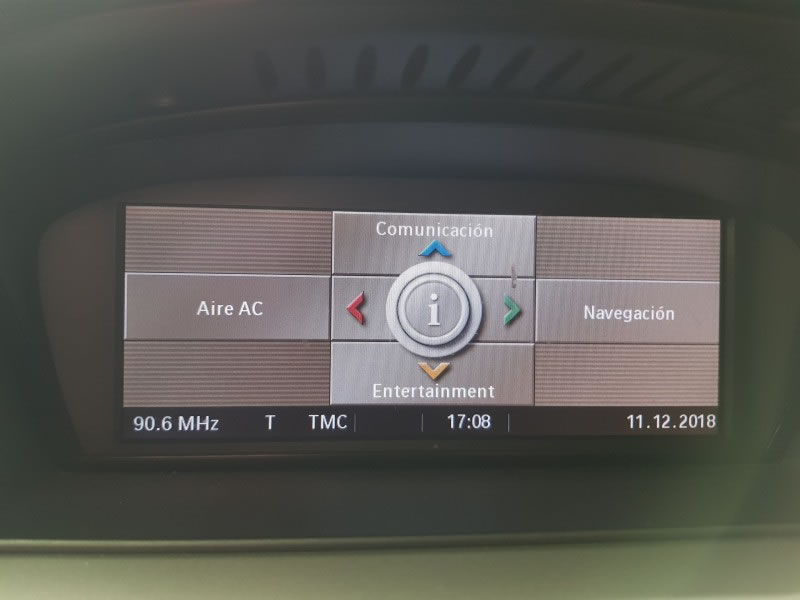 Comunicación
Aire AC
i
Navegación
Entertainment
90.6 MHz T TMC 17:08 11.12.2018